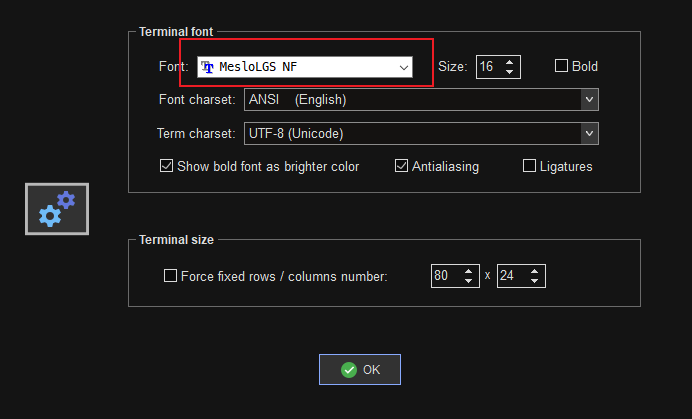 Terminal font
Font: MesloLGS NF Size: 16 Bold
Font charset: ANSI (English)
Term charset: UTF-8 (Unicode)
Show bold font as brighter color Antialiasing Ligatures
Terminal size
Force fixed rows / columns number: 80 x 24
OK